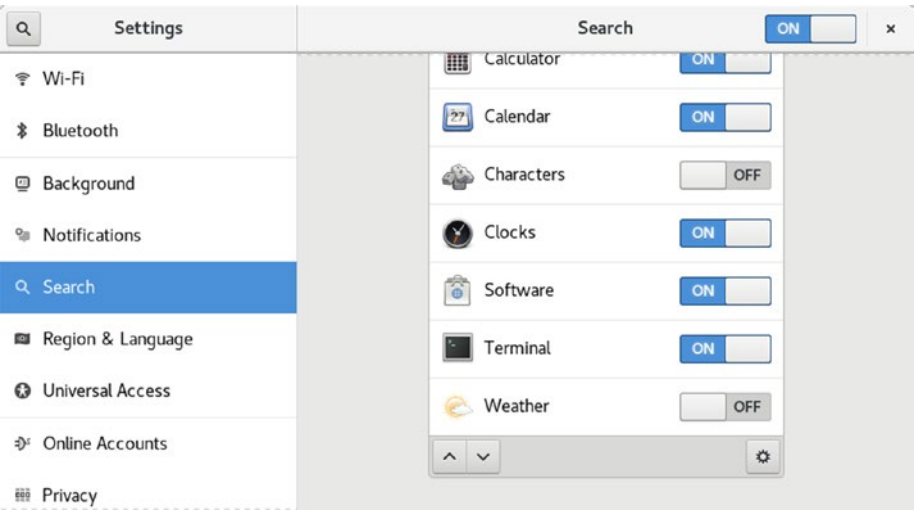 Settings
Search
ON
Wi-Fi
Bluetooth
Background
Notifications
Search
Region & Language
Universal Access
Online Accounts
Privacy
Calculator ON
27 Calendar ON
Characters OFF
Clocks ON
Software ON
Terminal ON
Weather OFF